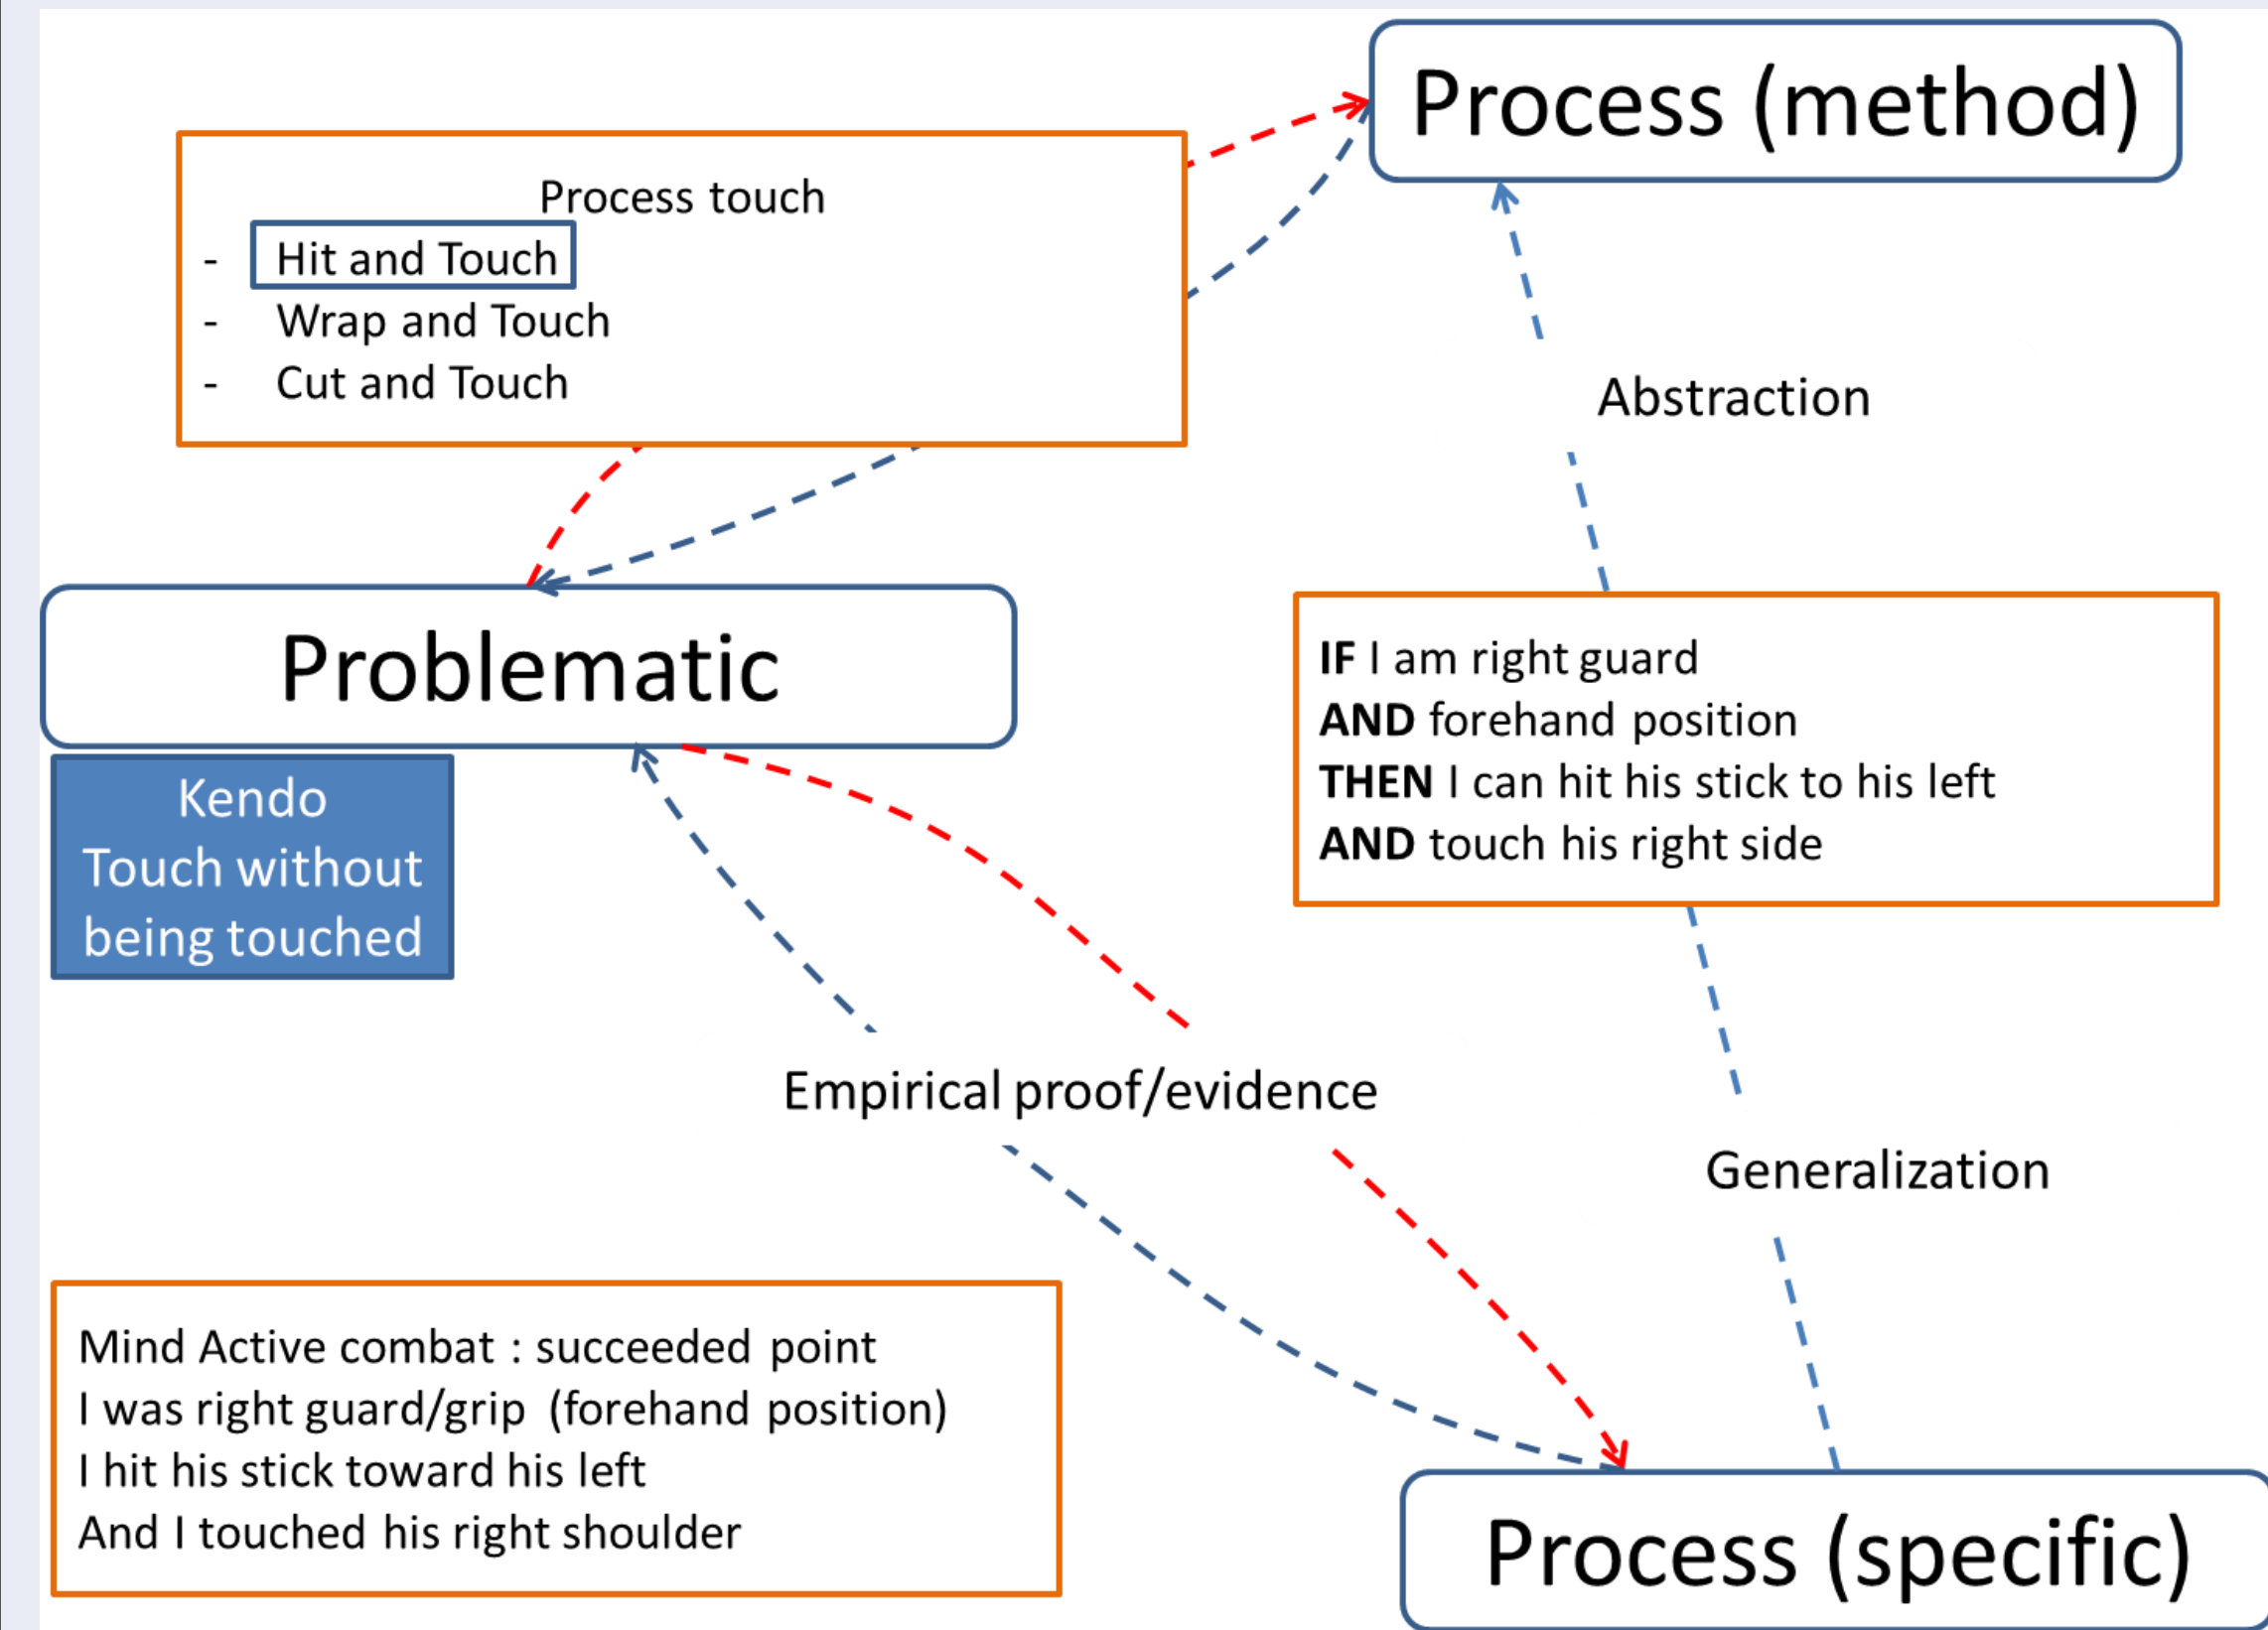 Process (method)
Process touch
- Hit and Touch
- Wrap and Touch
- Cut and Touch
Abstraction
Problematic
Kendo
Touch without
being touched
IF I am right guard
AND forehand position
THEN I can hit his stick to his left
AND touch his right side
Empirical proof/evidence
Generalization
Mind Active combat : succeeded point
I was right guard/grip (forehand position)
I hit his stick toward his left
And I touched his right shoulder
Process (specific)